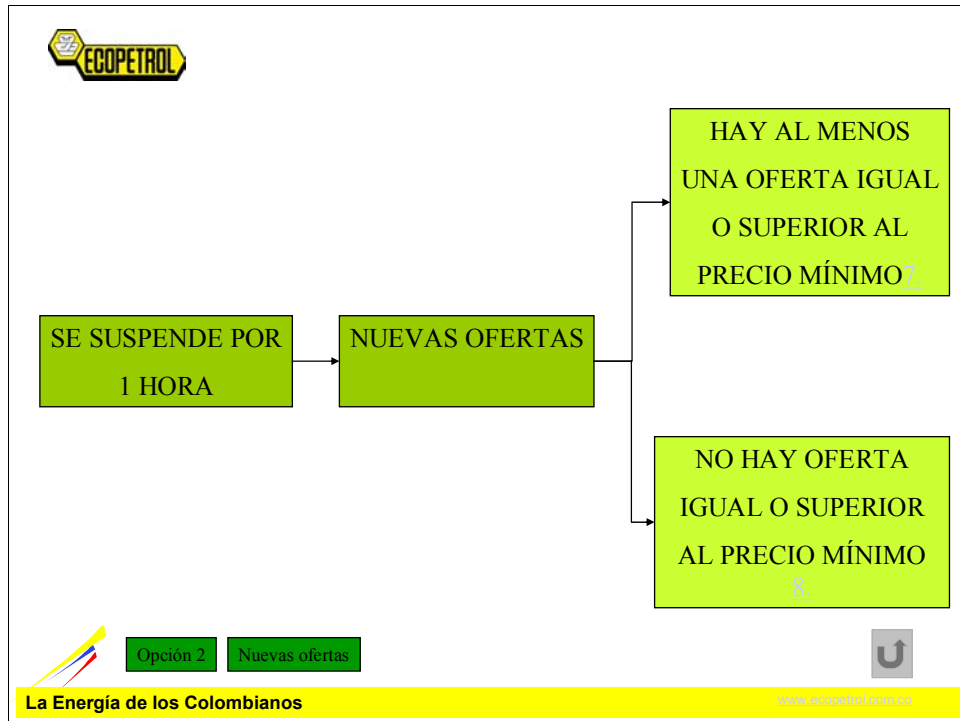 ECOPETROL
HAY AL MENOS
UNA OFERTA IGUAL
O SUPERIOR AL
PRECIO MÍNIMO7.
SE SUSPENDE POR
1 HORA
NUEVAS OFERTAS
NO HAY OFERTA
IGUAL O SUPERIOR
AL PRECIO MÍNIMO
8.
Opción 2
Nuevas ofertas
La Energía de los Colombianos
www.ecopetrol.com.co